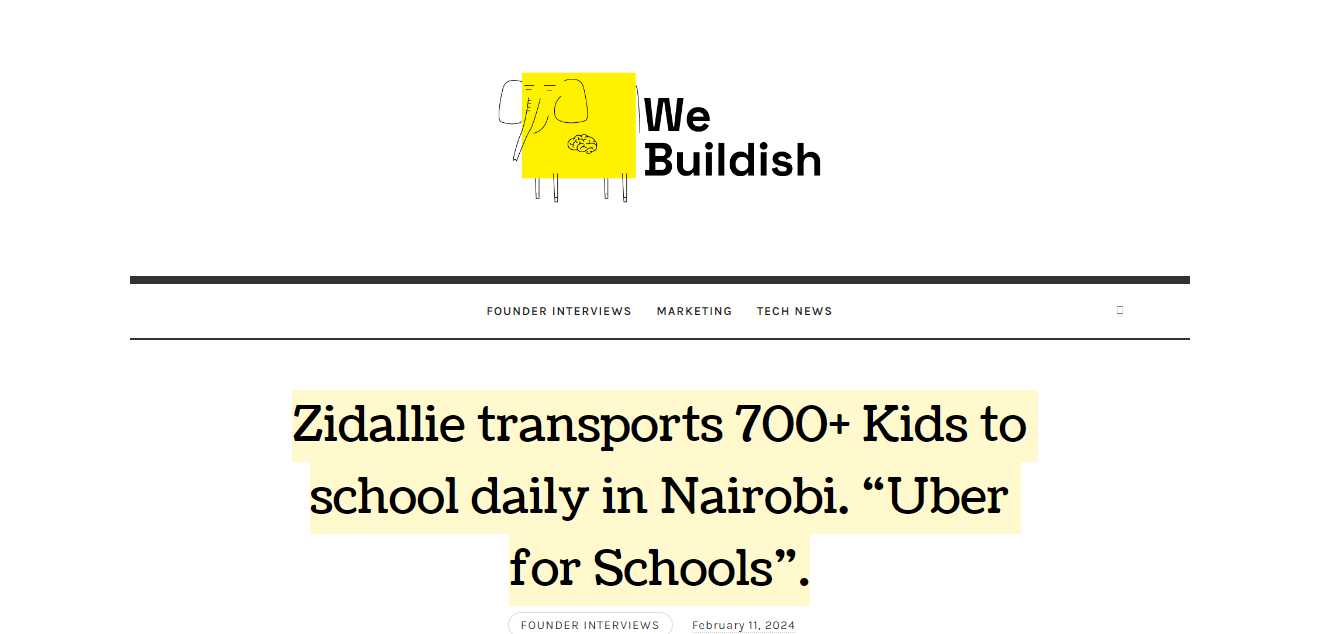 We
Buildish
FOUNDER INTERVIEWS MARKETING TECH NEWS
Zidallie transports 700+ Kids to
school daily in Nairobi. “Uber
for Schools”.
FOUNDER INTERVIEWS February 11, 2024